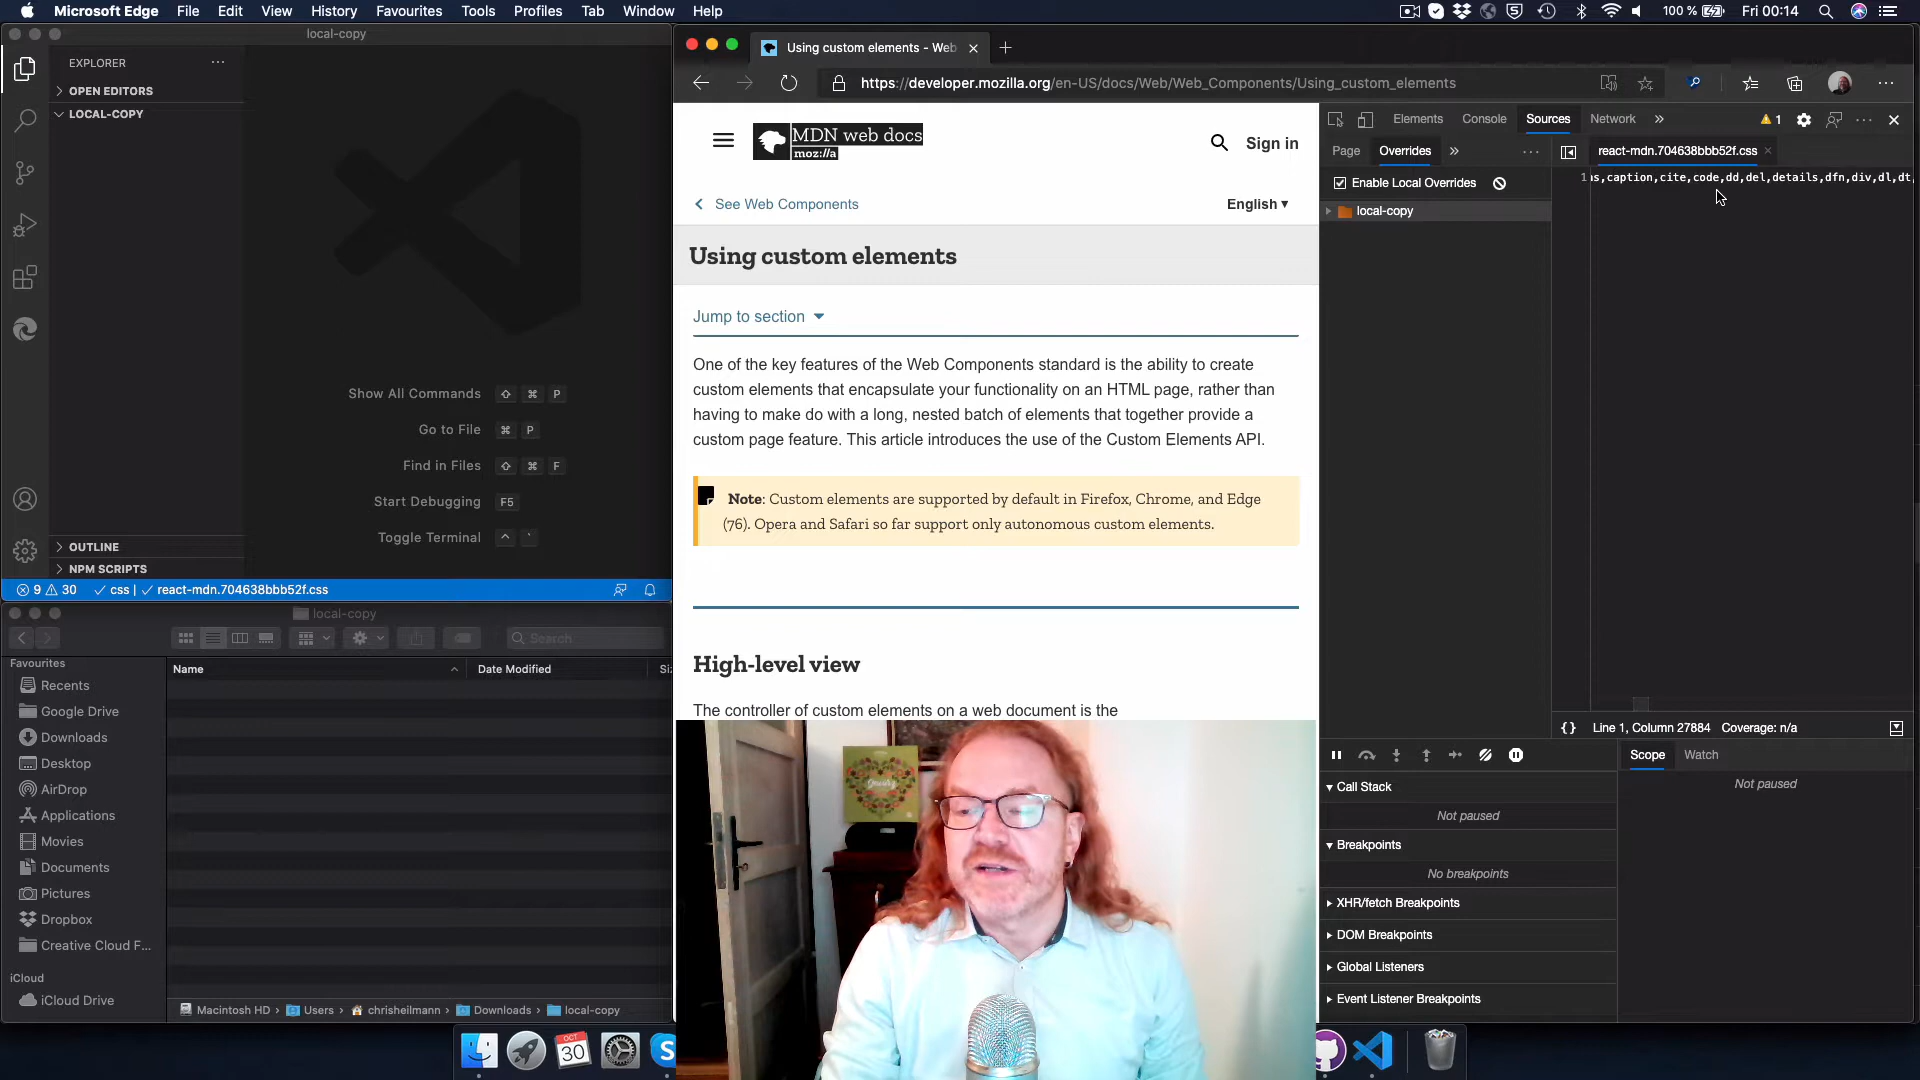 Microsoft Edge File Edit View History Favourites Tools Profiles Tab Window Help
100 % Fri 00:14
local-copy
EXPLORER
OPEN EDITORS
LOCAL-COPY
Show All Commands ⇧ ⌘ P
Go to File ⌘ P
Find in Files ⇧ ⌘ F
Start Debugging F5
Toggle Terminal ^ `
OUTLINE
NPM SCRIPTS
9 30 css | react-mdn.704638bbb52f.css
local-copy
Search
Favourites
Name Date Modified
Recents
Google Drive
Downloads
Desktop
AirDrop
Applications
Movies
Documents
Pictures
Dropbox
Creative Cloud F...
iCloud
iCloud Drive
Macintosh HD › Users › chrisheilmann › Downloads › local-copy
OCT
30
Using custom elements - Web
https://developer.mozilla.org/en-US/docs/Web/Web_Components/Using_custom_elements
MDN web docs
moz://a
Sign in
See Web Components
English ▾
Using custom elements
Jump to section
One of the key features of the Web Components standard is the ability to create
custom elements that encapsulate your functionality on an HTML page, rather than
having to make do with a long, nested batch of elements that together provide a
custom page feature. This article introduces the use of the Custom Elements API.
Note: Custom elements are supported by default in Firefox, Chrome, and Edge
(76). Opera and Safari so far support only autonomous custom elements.
High-level view
The controller of custom elements on a web document is the
Elements Console Sources Network » 1
Page Overrides »
react-mdn.704638bbb52f.css
Enable Local Overrides
local-copy
1 s,caption,cite,code,dd,del,details,dfn,div,dl,dt,
{ } Line 1, Column 27884 Coverage: n/a
Scope Watch
Not paused
Call Stack
Not paused
Breakpoints
No breakpoints
XHR/fetch Breakpoints
DOM Breakpoints
Global Listeners
Event Listener Breakpoints